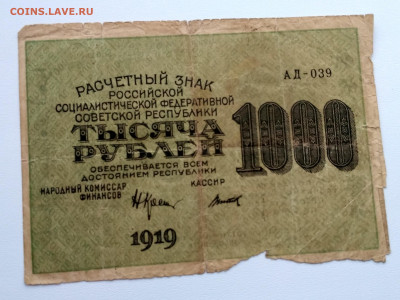 COINS.LAVE.RU
РАСЧЕТНЫЙ ЗНАК
РОССИЙСКОЙ
СОЦИАЛИСТИЧЕСКОЙ ФЕДЕРАТИВНОЙ
СОВЕТСКОЙ РЕСПУБЛИКИ
ТЫСЯЧА
РУБЛЕЙ
ОБЕСПЕЧИВАЕТСЯ ВСЕМ
ДОСТОЯНИЕМ РЕСПУБЛИКИ
НАРОДНЫЙ КОМИССАР
ФИНАНСОВ
КАССИР
1919
АД-039
1000